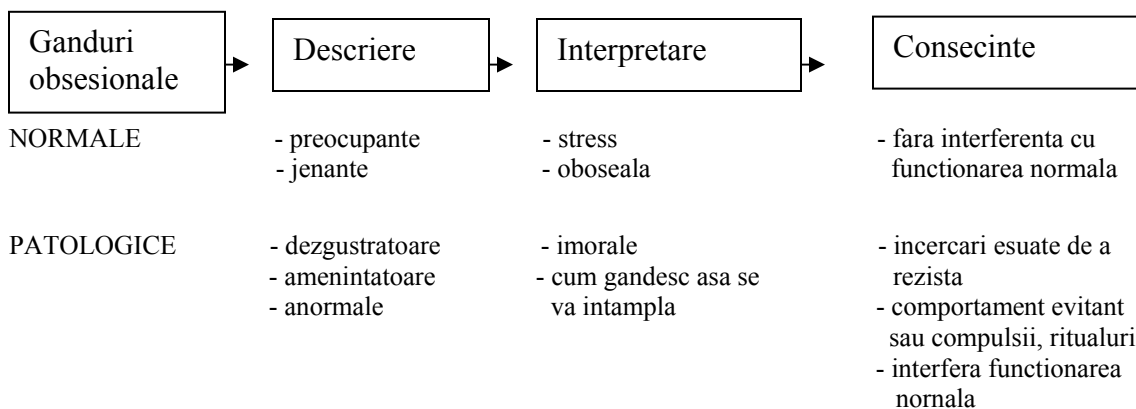 Ganduri
obsesionale
Descriere
Interpretare
Consecinte
NORMALE
- preocupante
- jenante
- stress
- oboseala
- fara interferenta cu
functionarea normala
PATOLOGICE
- dezgustratoare
- amenintatoare
- anormale
- imorale
- cum gandesc asa se
va intampla
- incercari esuate de a
rezista
- comportament evitant
sau compulsii, ritualuri
- interfera functionarea
nornala